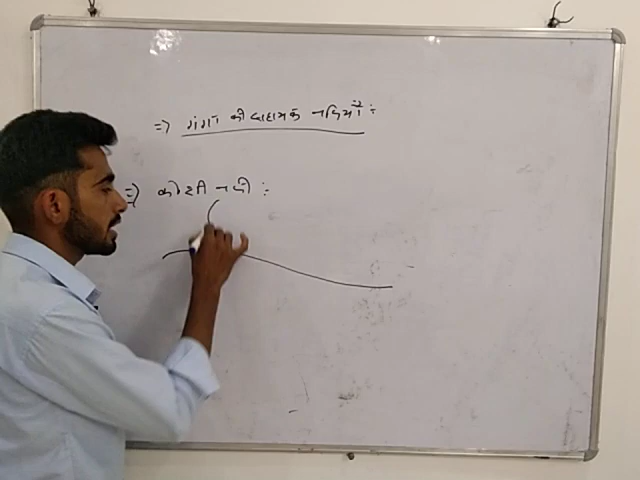 => गंगा की सहायक नदियाँ :-
=> कोशी नदी :-